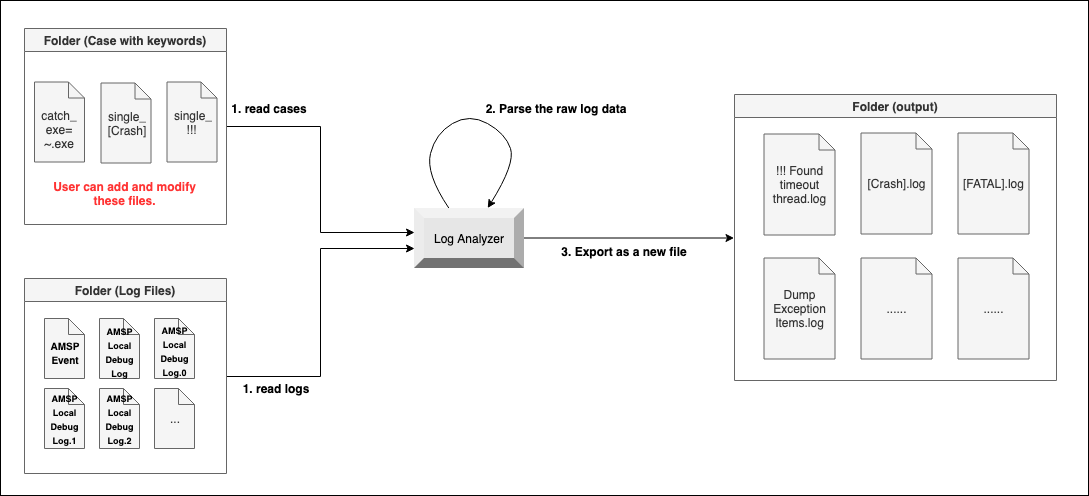 Folder (Case with keywords)
catch_
exe=
~.exe
single_
[Crash]
single_
!!!
User can add and modify
these files.
1. read cases
2. Parse the raw log data
Log Analyzer
3. Export as a new file
Folder (Log Files)
AMSP
Event
AMSP
Local
Debug
Log
AMSP
Local
Debug
Log.0
AMSP
Local
Debug
Log.1
AMSP
Local
Debug
Log.2
...
1. read logs
Folder (output)
!!! Found
timeout
thread.log
[Crash].log
[FATAL].log
Dump
Exception
Items.log
......
......